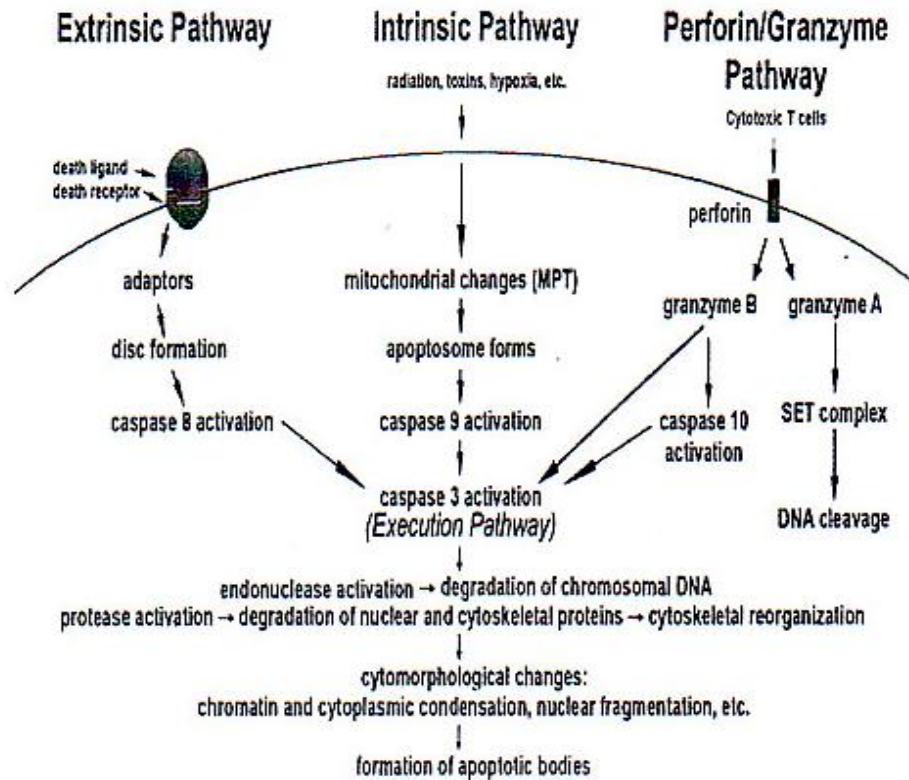 Extrinsic Pathway
Intrinsic Pathway
Perforin/Granzyme
Pathway
radiation, toxins, hypoxia, etc.
Cytotoxic T cells
death ligand
death receptor
perforin
adaptors
mitochondrial changes (MPT)
granzyme B
granzyme A
disc formation
apoptosome forms
caspase 8 activation
caspase 9 activation
caspase 10
activation
SET complex
caspase 3 activation
(Execution Pathway)
DNA cleavage
endonuclease activation → degradation of chromosomal DNA
protease activation → degradation of nuclear and cytoskeletal proteins → cytoskeletal reorganization
cytomorphological changes:
chromatin and cytoplasmic condensation, nuclear fragmentation, etc.
formation of apoptotic bodies